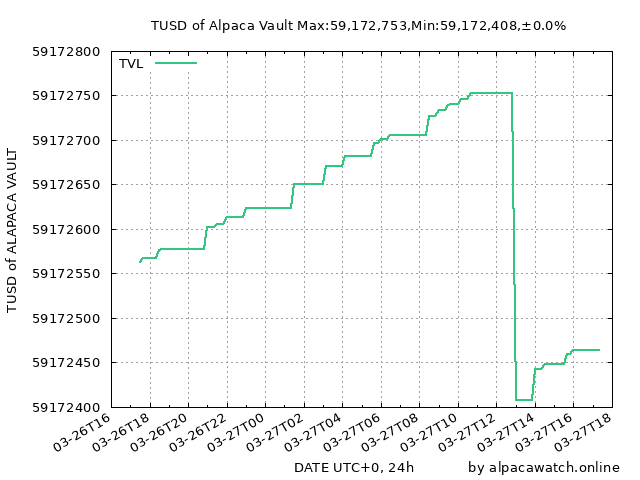 TUSD of Alpaca Vault Max:59,172,753,Min:59,172,408,±0.0%
TVL
59172800
59172750
59172700
59172650
59172600
59172550
59172500
59172450
59172400
TUSD of ALAPACA VAULT
03-26T16
03-26T18
03-26T20
03-26T22
03-27T00
03-27T02
03-27T04
03-27T06
03-27T08
03-27T10
03-27T12
03-27T14
03-27T16
03-27T18
DATE UTC+0, 24h
by alpacawatch.online